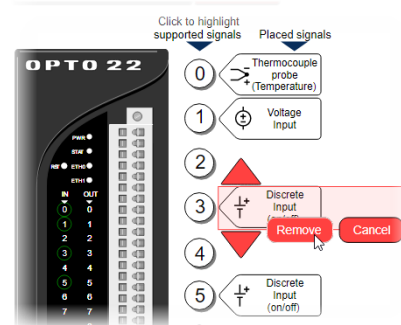 Click to highlight
supported signals
Placed signals
OPTO 22
0
Thermocouple
probe
(Temperature)
1
Voltage
Input
PWR
STAT
RST
ETH0
ETH1
2
IN OUT
0 0
1 1
2 2
3 3
4 4
5 5
6 6
7 7
3
Discrete
Input
(on/off)
Remove
Cancel
4
5
Discrete
Input
(on/off)